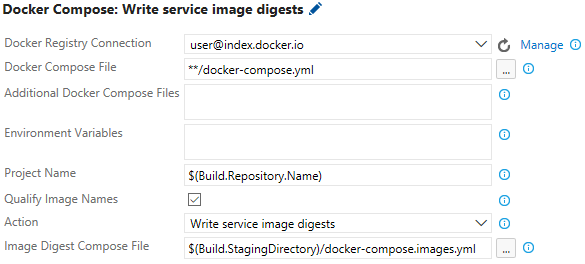 Docker Compose: Write service image digests
Docker Registry Connection user@index.docker.io Manage
Docker Compose File **/docker-compose.yml ...
Additional Docker Compose Files
Environment Variables
Project Name $(Build.Repository.Name)
Qualify Image Names
Action Write service image digests
Image Digest Compose File $(Build.StagingDirectory)/docker-compose.images.yml ...